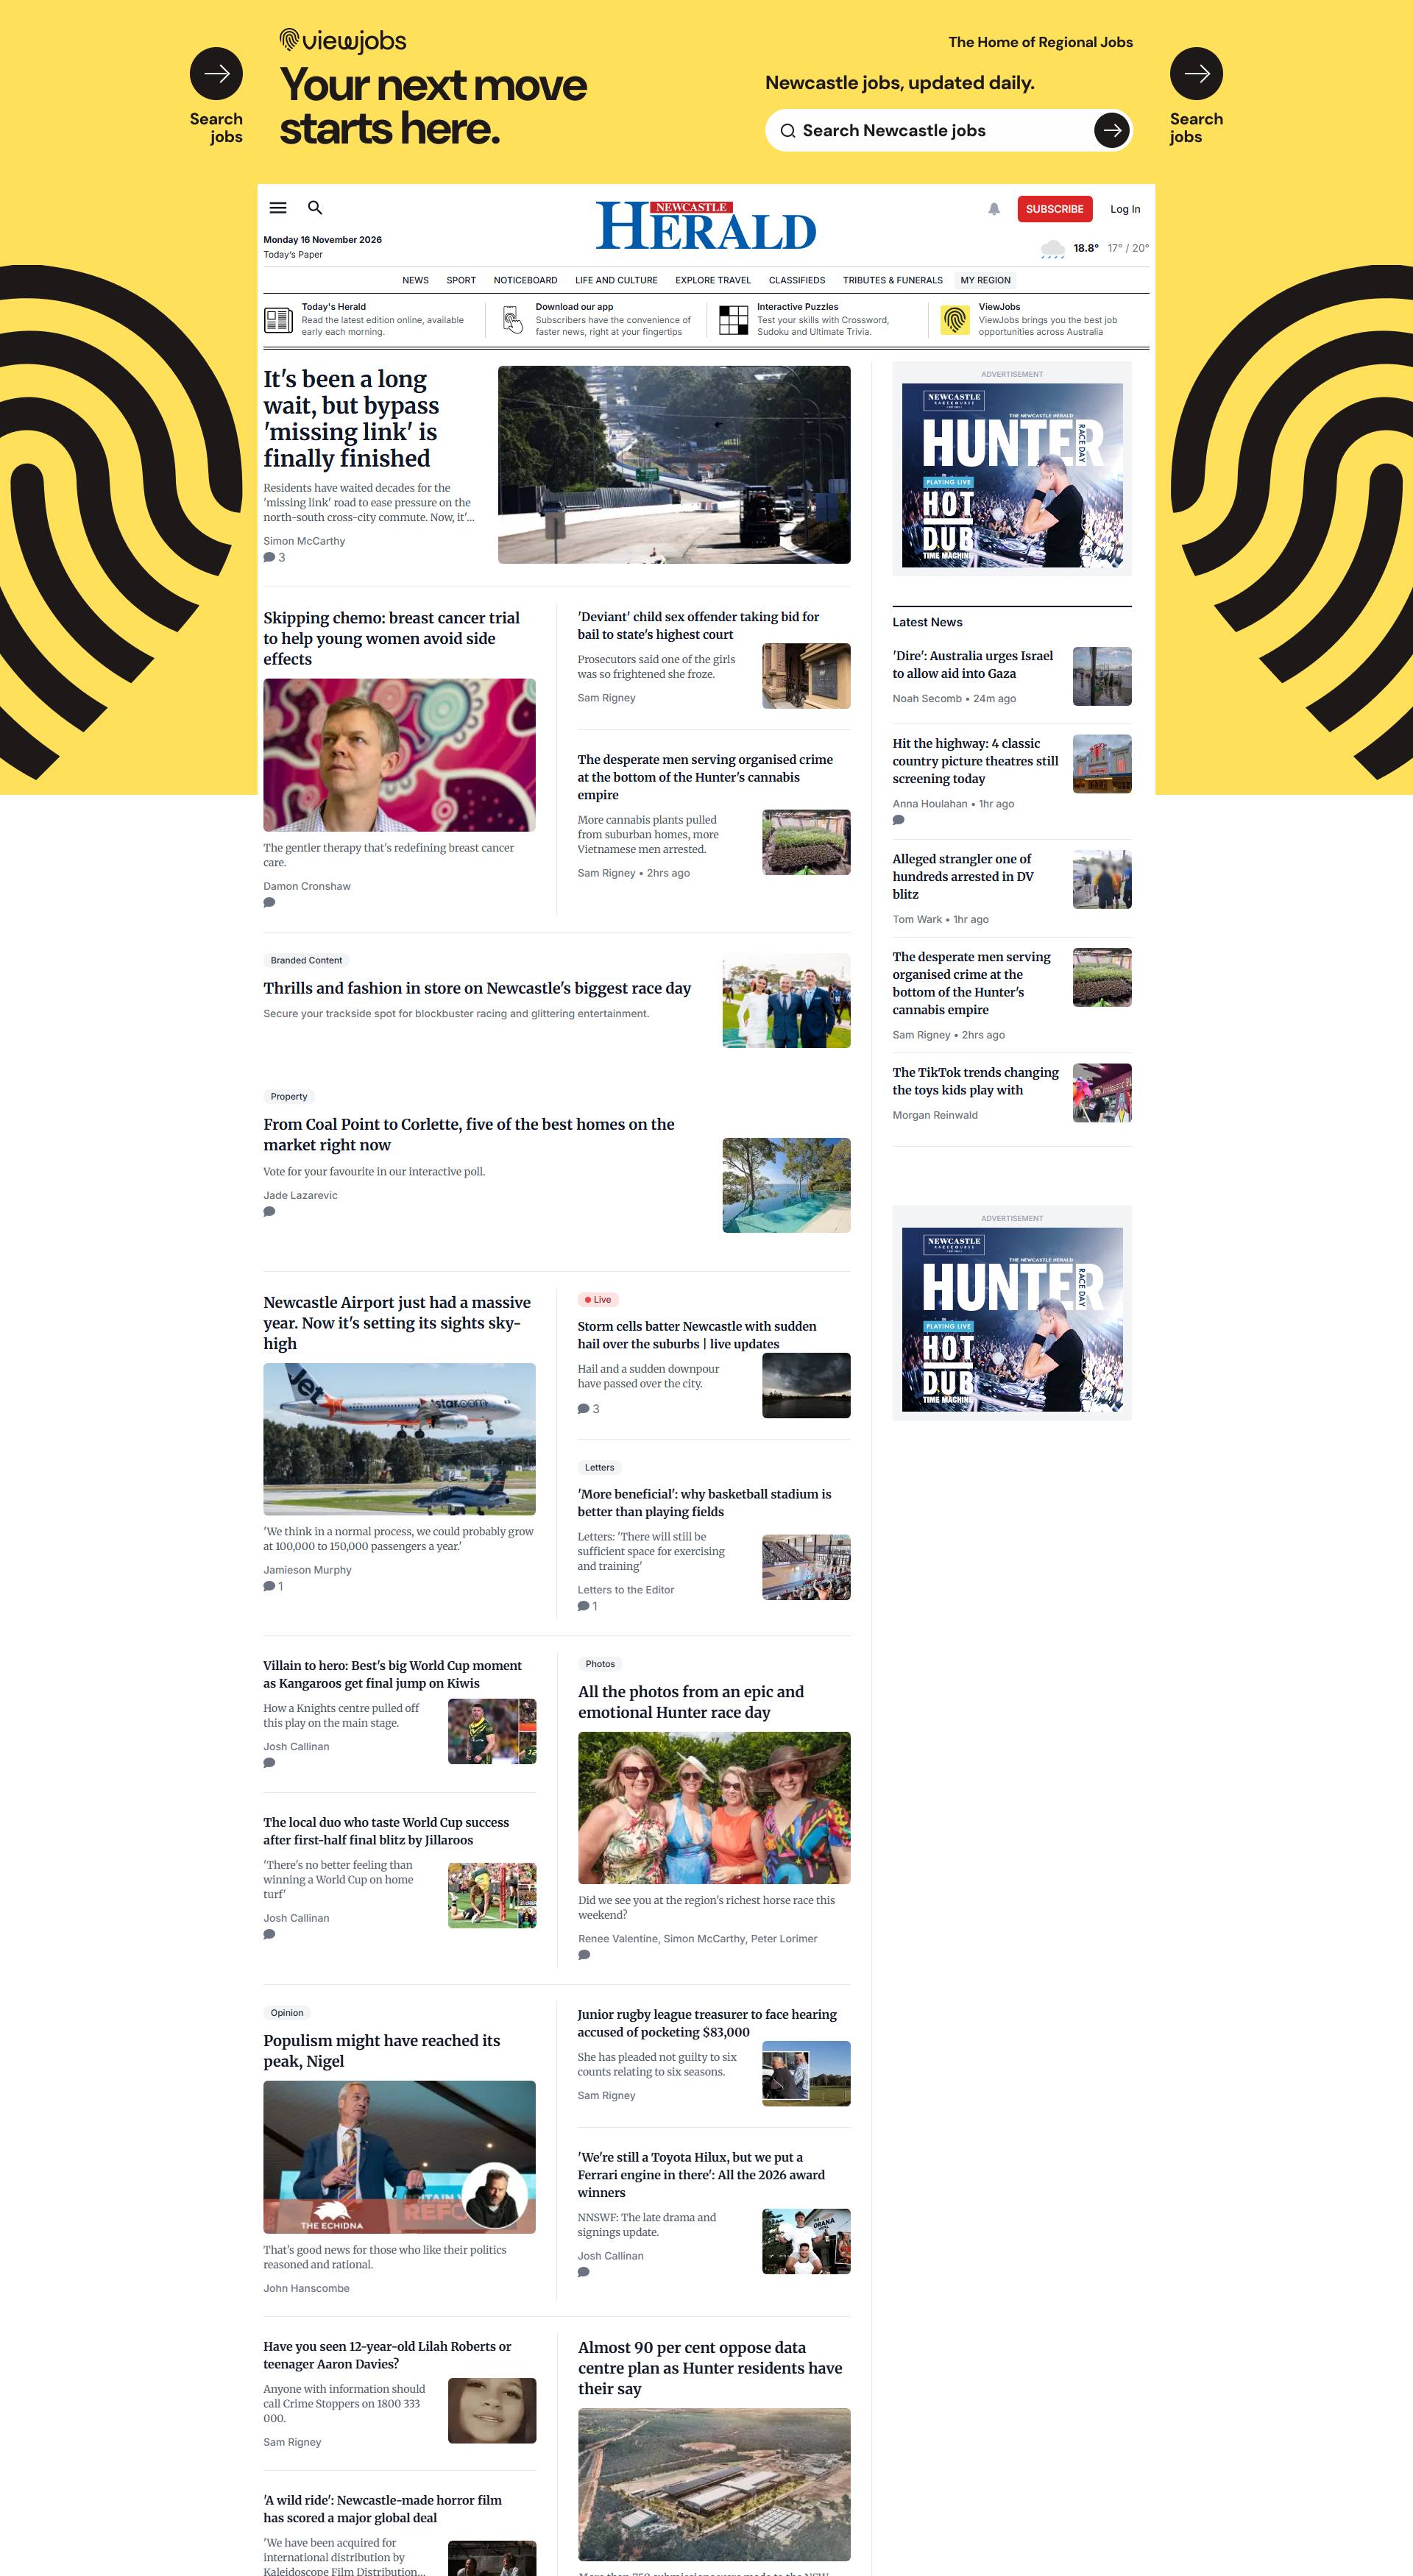 viewjobs
Your next move
starts here.
Search
jobs
The Home of Regional Jobs
Newcastle jobs, updated daily.
Search Newcastle jobs
Search
jobs
NEWCASTLE
HERALD
SUBSCRIBE
Log In
Monday 16 November 2026
Today's Paper
18.8° 17° / 20°
NEWS SPORT NOTICEBOARD LIFE AND CULTURE EXPLORE TRAVEL CLASSIFIEDS TRIBUTES & FUNERALS MY REGION
Today's Herald
Read the latest edition online, available
early each morning.
Download our app
Subscribers have the convenience of
faster news, right at your fingertips
Interactive Puzzles
Test your skills with Crossword,
Sudoku and Ultimate Trivia.
ViewJobs
ViewJobs brings you the best job
opportunities across Australia
It's been a long
wait, but bypass
'missing link' is
finally finished
Residents have waited decades for the
'missing link' road to ease pressure on the
north-south cross-city commute. Now, it'...
Simon McCarthy
3
Skipping chemo: breast cancer trial
to help young women avoid side
effects
The gentler therapy that's redefining breast cancer
care.
Damon Cronshaw
'Deviant' child sex offender taking bid for
bail to state's highest court
Prosecutors said one of the girls
was so frightened she froze.
Sam Rigney
The desperate men serving organised crime
at the bottom of the Hunter's cannabis
empire
More cannabis plants pulled
from suburban homes, more
Vietnamese men arrested.
Sam Rigney • 2hrs ago
Branded Content
Thrills and fashion in store on Newcastle's biggest race day
Secure your trackside spot for blockbuster racing and glittering entertainment.
Property
From Coal Point to Corlette, five of the best homes on the
market right now
Vote for your favourite in our interactive poll.
Jade Lazarevic
Newcastle Airport just had a massive
year. Now it's setting its sights sky-
high
Jet
star.com
'We think in a normal process, we could probably grow
at 100,000 to 150,000 passengers a year.'
Jamieson Murphy
1
Live
Storm cells batter Newcastle with sudden
hail over the suburbs | live updates
Hail and a sudden downpour
have passed over the city.
3
Letters
'More beneficial': why basketball stadium is
better than playing fields
Letters: 'There will still be
sufficient space for exercising
and training'
Letters to the Editor
1
Villain to hero: Best's big World Cup moment
as Kangaroos get final jump on Kiwis
How a Knights centre pulled off
this play on the main stage.
Josh Callinan
The local duo who taste World Cup success
after first-half final blitz by Jillaroos
'There's no better feeling than
winning a World Cup on home
turf'
Josh Callinan
Photos
All the photos from an epic and
emotional Hunter race day
Did we see you at the region's richest horse race this
weekend?
Renee Valentine, Simon McCarthy, Peter Lorimer
Opinion
Populism might have reached its
peak, Nigel
THE ECHIDNA
That's good news for those who like their politics
reasoned and rational.
John Hanscombe
Junior rugby league treasurer to face hearing
accused of pocketing $83,000
She has pleaded not guilty to six
counts relating to six seasons.
Sam Rigney
'We're still a Toyota Hilux, but we put a
Ferrari engine in there': All the 2026 award
winners
NNSWF: The late drama and
signings update.
Josh Callinan
Have you seen 12-year-old Lilah Roberts or
teenager Aaron Davies?
Anyone with information should
call Crime Stoppers on 1800 333
000.
Sam Rigney
'A wild ride': Newcastle-made horror film
has scored a major global deal
'We have been acquired for
international distribution by
Kaleidoscope Film Distribution...
Almost 90 per cent oppose data
centre plan as Hunter residents have
their say
ADVERTISEMENT
NEWCASTLE
RACECOURSE
THE NEWCASTLE HERALD
HUNTER
RACE DAY
PLAYING LIVE
HOT
DUB
TIME MACHINE
Latest News
'Dire': Australia urges Israel
to allow aid into Gaza
Noah Secomb • 24m ago
Hit the highway: 4 classic
country picture theatres still
screening today
Anna Houlahan • 1hr ago
Alleged strangler one of
hundreds arrested in DV
blitz
Tom Wark • 1hr ago
The desperate men serving
organised crime at the
bottom of the Hunter's
cannabis empire
Sam Rigney • 2hrs ago
The TikTok trends changing
the toys kids play with
Morgan Reinwald
ADVERTISEMENT
NEWCASTLE
RACECOURSE
THE NEWCASTLE HERALD
HUNTER
RACE DAY
PLAYING LIVE
HOT
DUB
TIME MACHINE